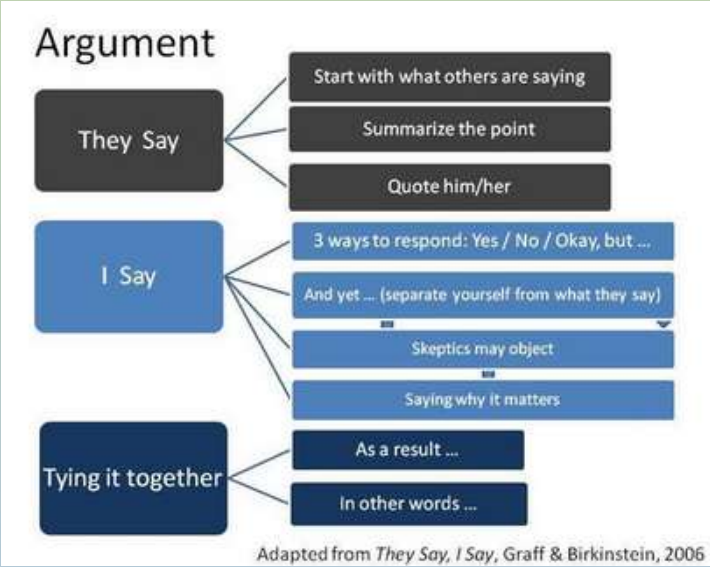 Argument
They Say
Start with what others are saying
Summarize the point
Quote him/her
I Say
3 ways to respond: Yes / No / Okay, but ...
And yet ... (separate yourself from what they say)
Skeptics may object
Saying why it matters
Tying it together
As a result ...
In other words ...
Adapted from They Say, I Say, Graff & Birkinstein, 2006